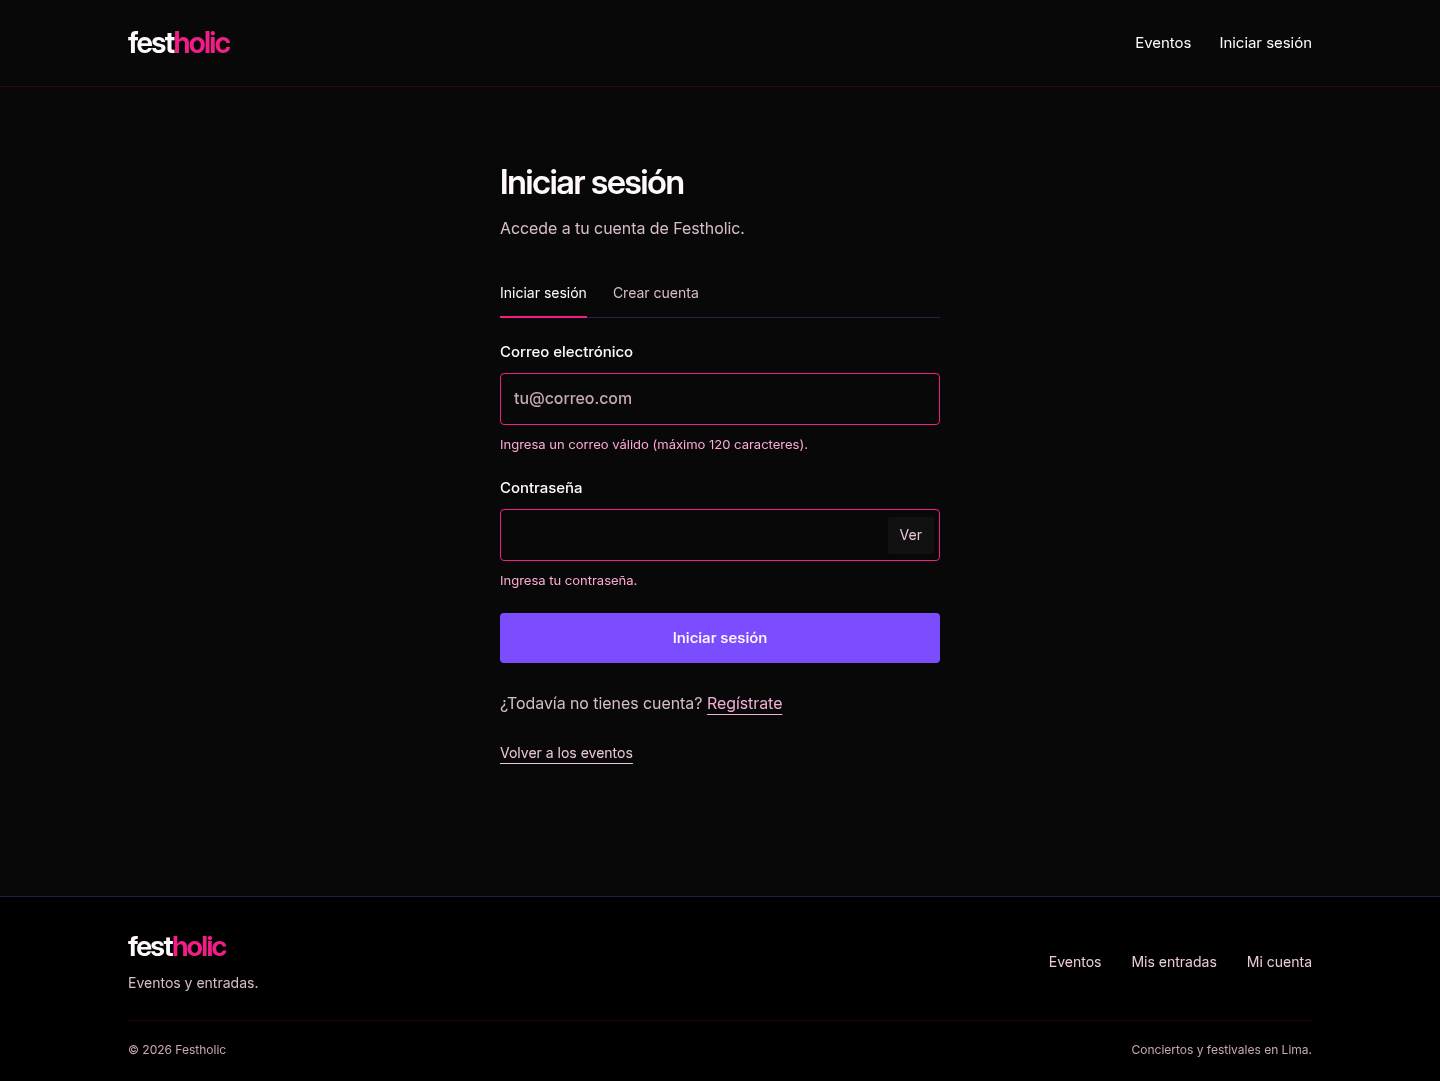 festholic
Eventos
Iniciar sesión
Iniciar sesión
Accede a tu cuenta de Festholic.
Iniciar sesión
Crear cuenta
Correo electrónico
tu@correo.com
Ingresa un correo válido (máximo 120 caracteres).
Contraseña
Ver
Ingresa tu contraseña.
Iniciar sesión
¿Todavía no tienes cuenta? Regístrate
Volver a los eventos
festholic
Eventos y entradas.
Eventos
Mis entradas
Mi cuenta
© 2026 Festholic
Conciertos y festivales en Lima.